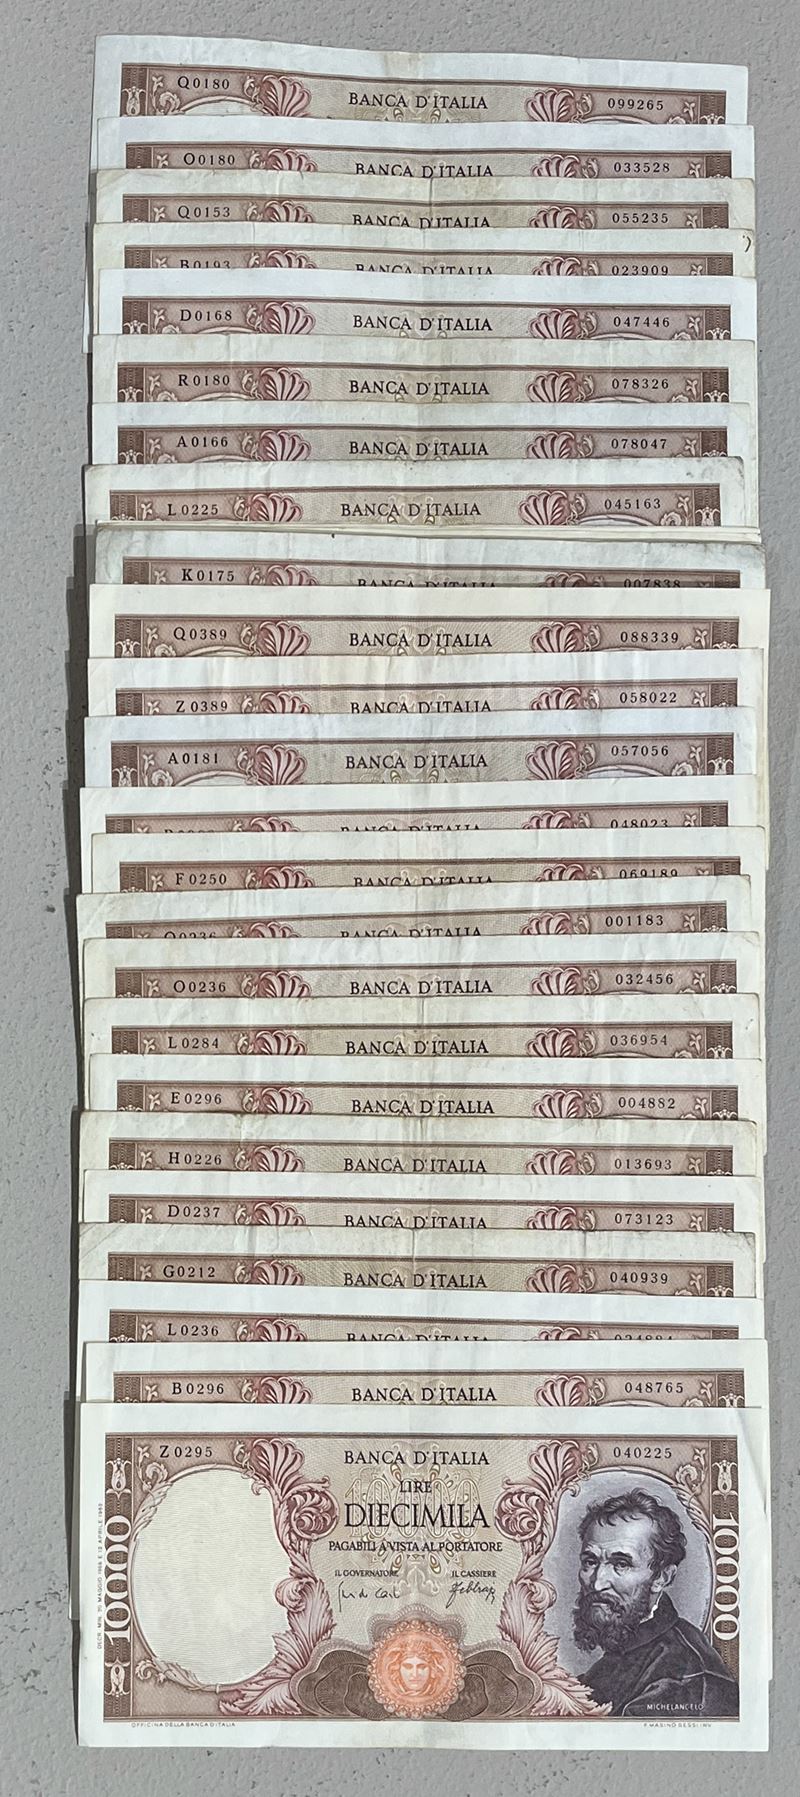 Q0180 BANCA D'ITALIA 099265
O0180 BANCA D'ITALIA 033528
Q0153 BANCA D'ITALIA 055235
B0193 BANCA D'ITALIA 023909
D0168 BANCA D'ITALIA 047446
R0180 BANCA D'ITALIA 078326
A0166 BANCA D'ITALIA 078047
L0225 BANCA D'ITALIA 045163
K0175 BANCA D'ITALIA 007838
Q0389 BANCA D'ITALIA 088339
Z0389 BANCA D'ITALIA 058022
A0181 BANCA D'ITALIA 057056
BANCA D'ITALIA 048023
F0250 BANCA D'ITALIA 069189
BANCA D'ITALIA 001183
O0236 BANCA D'ITALIA 032456
L0284 BANCA D'ITALIA 036954
E0296 BANCA D'ITALIA 004882
H0226 BANCA D'ITALIA 013693
D0237 BANCA D'ITALIA 073123
G0212 BANCA D'ITALIA 040939
L0236 BANCA D'ITALIA
B0296 BANCA D'ITALIA 048765
Z0295 BANCA D'ITALIA 040225
LIRE
10000
DIECIMILA
PAGABILI A VISTA AL PORTATORE
IL GOVERNATORE IL CASSIERE
10000
10000
MICHELANGELO
OFFICINA DELLA BANCA D'ITALIA